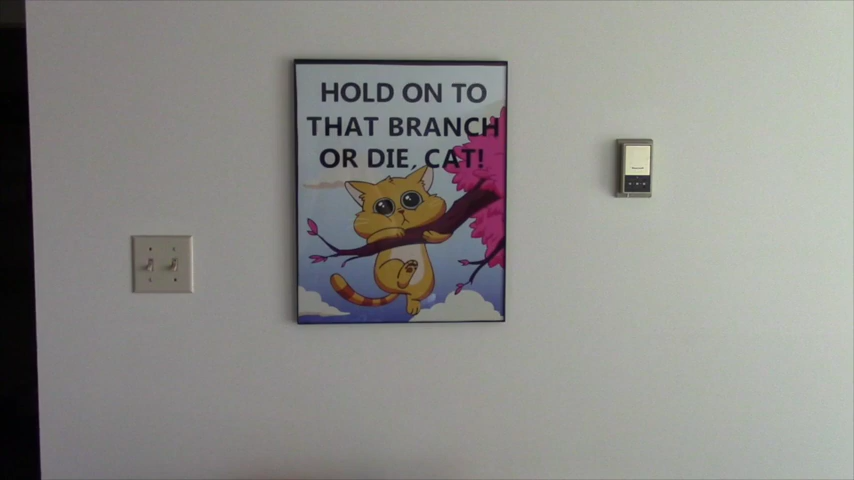 HOLD ON TO
THAT BRANCH
OR DIE, CAT!